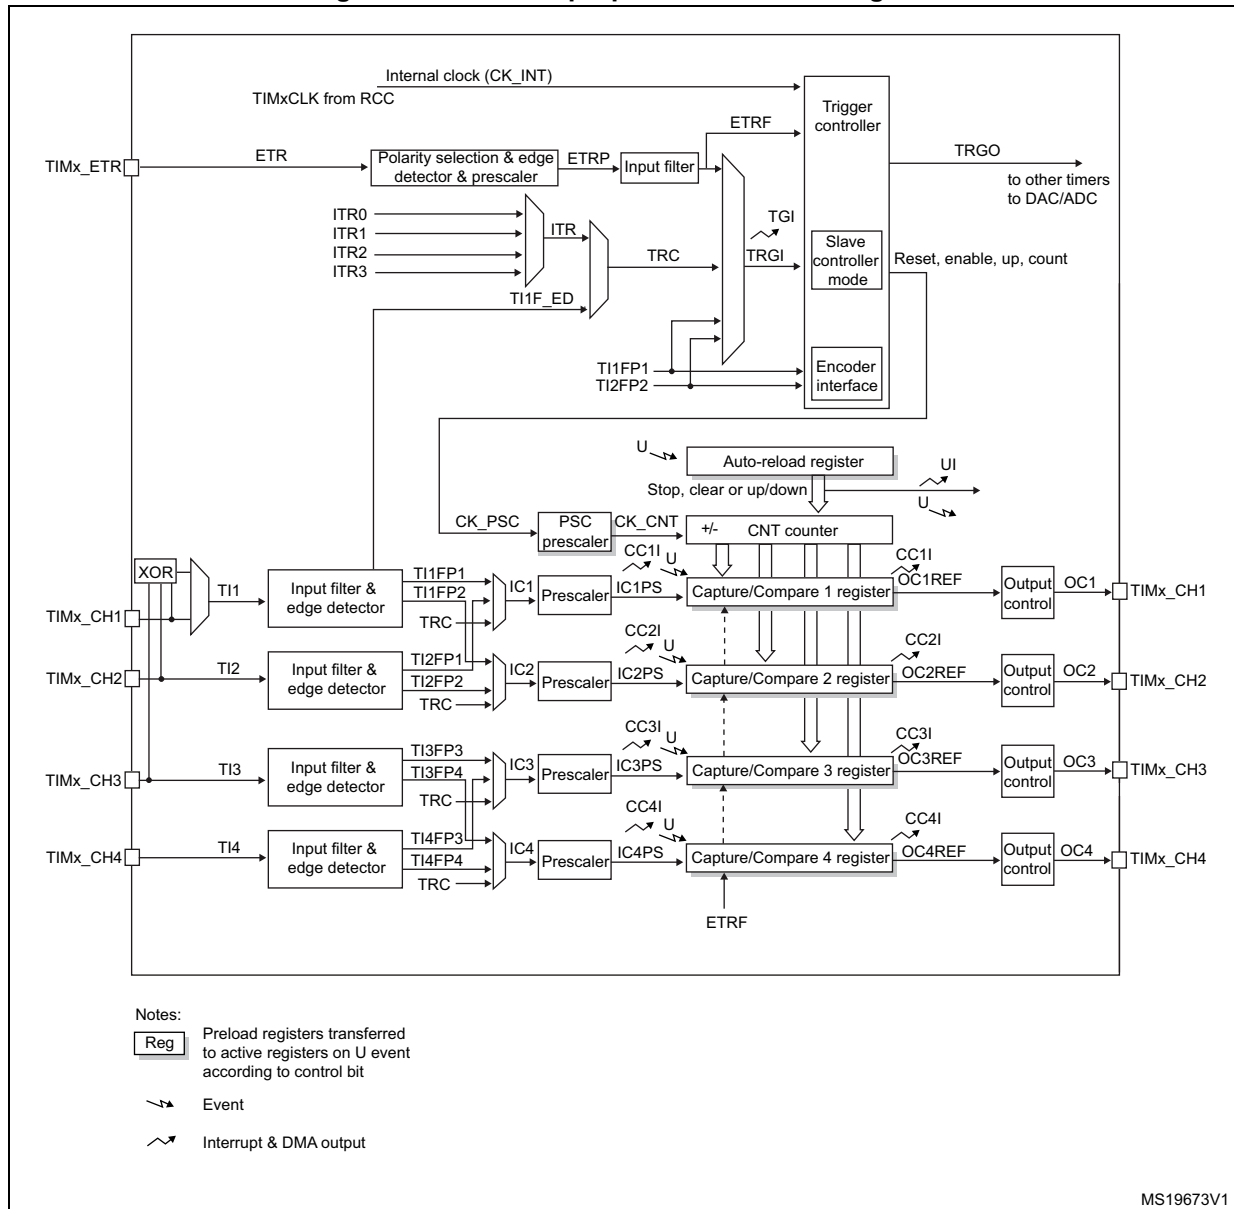 Internal clock (CK_INT)
TIMxCLK from RCC
Trigger
controller
ETRF
TIMx_ETR
ETR
Polarity selection & edge
detector & prescaler
ETRP
Input filter
TRGO
to other timers
to DAC/ADC
ITR0
ITR1
ITR2
ITR3
ITR
TI1F_ED
TRC
TGI
TRGI
Slave
controller
mode
Reset, enable, up, count
TI1FP1
TI2FP2
Encoder
interface
U
Auto-reload register
UI
Stop, clear or up/down
U
CK_PSC
PSC
prescaler
CK_CNT
+/-
CNT counter
XOR
TI1
Input filter &
edge detector
TI1FP1
TI1FP2
TRC
IC1
Prescaler
CC1I
U
IC1PS
Capture/Compare 1 register
CC1I
OC1REF
Output
control
OC1
TIMx_CH1
TIMx_CH1
TIMx_CH2
TI2
Input filter &
edge detector
TI2FP1
TI2FP2
TRC
IC2
Prescaler
CC2I
U
IC2PS
Capture/Compare 2 register
CC2I
OC2REF
Output
control
OC2
TIMx_CH2
TIMx_CH3
TI3
Input filter &
edge detector
TI3FP3
TI3FP4
TRC
IC3
Prescaler
CC3I
U
IC3PS
Capture/Compare 3 register
CC3I
OC3REF
Output
control
OC3
TIMx_CH3
TIMx_CH4
TI4
Input filter &
edge detector
TI4FP3
TI4FP4
TRC
IC4
Prescaler
CC4I
U
IC4PS
Capture/Compare 4 register
CC4I
OC4REF
Output
control
OC4
TIMx_CH4
ETRF
Notes:
Reg
Preload registers transferred
to active registers on U event
according to control bit
Event
Interrupt & DMA output
MS19673V1